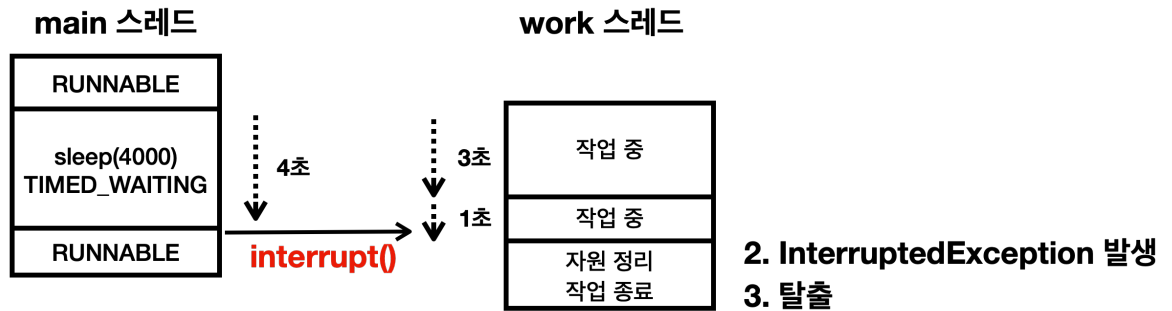 main 스레드
work 스레드
RUNNABLE
sleep(4000)
TIMED_WAITING
RUNNABLE
4초
interrupt()
3초
1초
작업 중
작업 중
자원 정리
작업 종료
2. InterruptedException 발생
3. 탈출